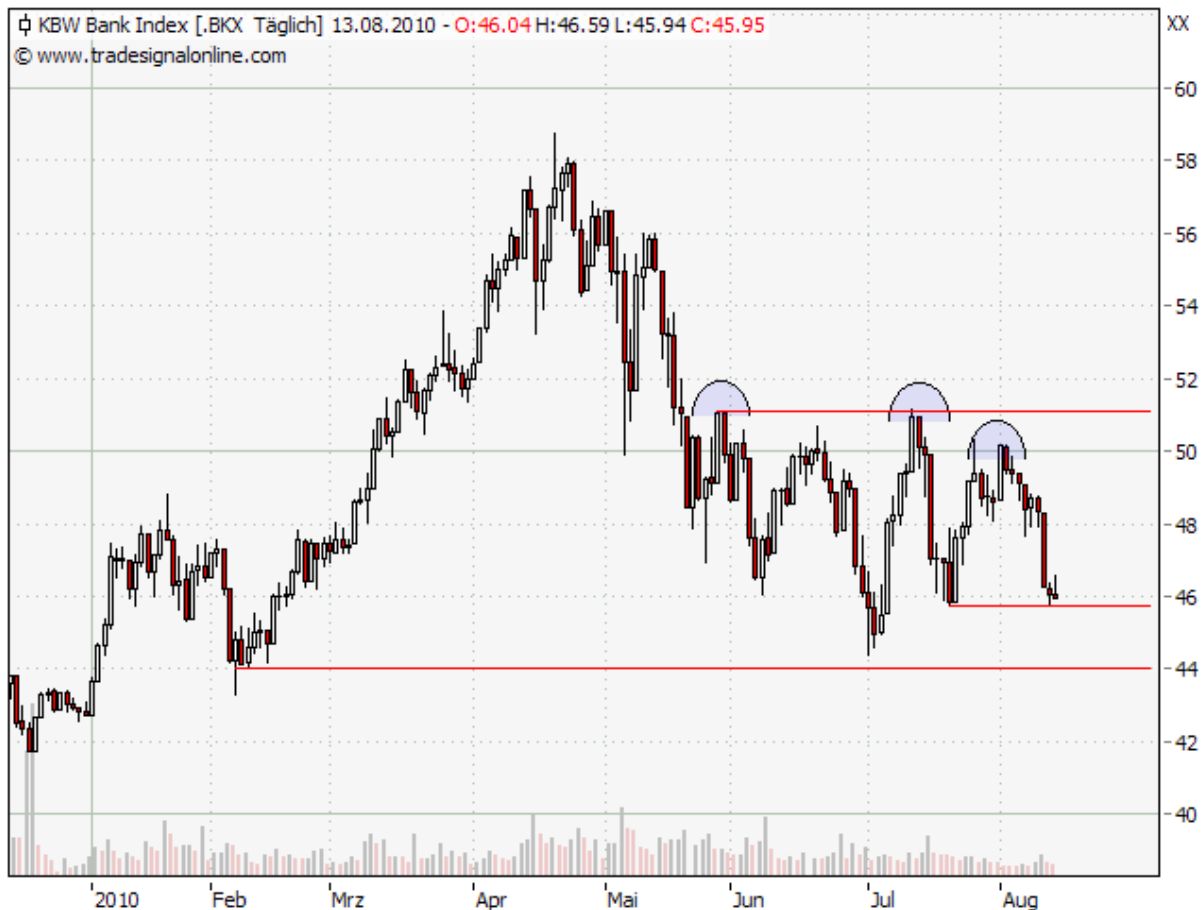 KBW Bank Index [.BKX Täglich] 13.08.2010 - O:46.04 H:46.59 L:45.94 C:45.95
© www.tradesignalonline.com
XX
60
58
56
54
52
50
48
46
44
42
40
2010 Feb Mrz Apr Mai Jun Jul Aug